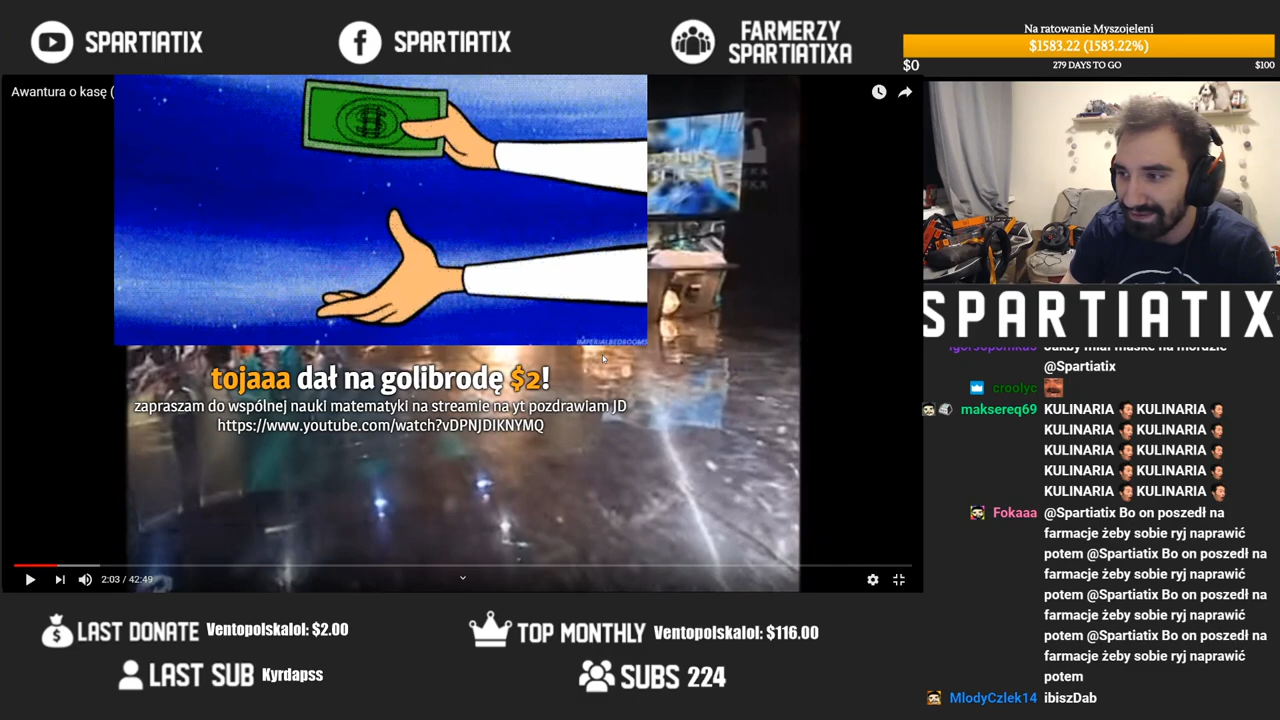 SPARTIATIX
SPARTIATIX
FARMERZY
SPARTIATIXA
Na ratowanie Myszojeleni
$1583.22 (1583.22%)
$0
279 DAYS TO GO
$100
Awantura o kasę (
IMPERIALBEDROOMS
tojaaa dał na golibrodę $2!
zapraszam do wspólnej nauki matematyki na streamie na yt pozdrawiam JD
https://www.youtube.com/watch?vDPNJDIKNYMQ
2:03 / 42:49
SPARTIATIX
@Spartiatix
croolyc
maksereq69 KULINARIA KULINARIA
KULINARIA KULINARIA
KULINARIA KULINARIA
KULINARIA KULINARIA
KULINARIA KULINARIA
Fokaaa @Spartiatix Bo on poszedł na
farmacje żeby sobie ryj naprawić
potem @Spartiatix Bo on poszedł na
farmacje żeby sobie ryj naprawić
potem @Spartiatix Bo on poszedł na
farmacje żeby sobie ryj naprawić
potem @Spartiatix Bo on poszedł na
farmacje żeby sobie ryj naprawić
potem
MlodyCzlek14 ibiszDab
LAST DONATE Ventopolskalol: $2.00
TOP MONTHLY Ventopolskalol: $116.00
LAST SUB Kyrdapss
SUBS 224